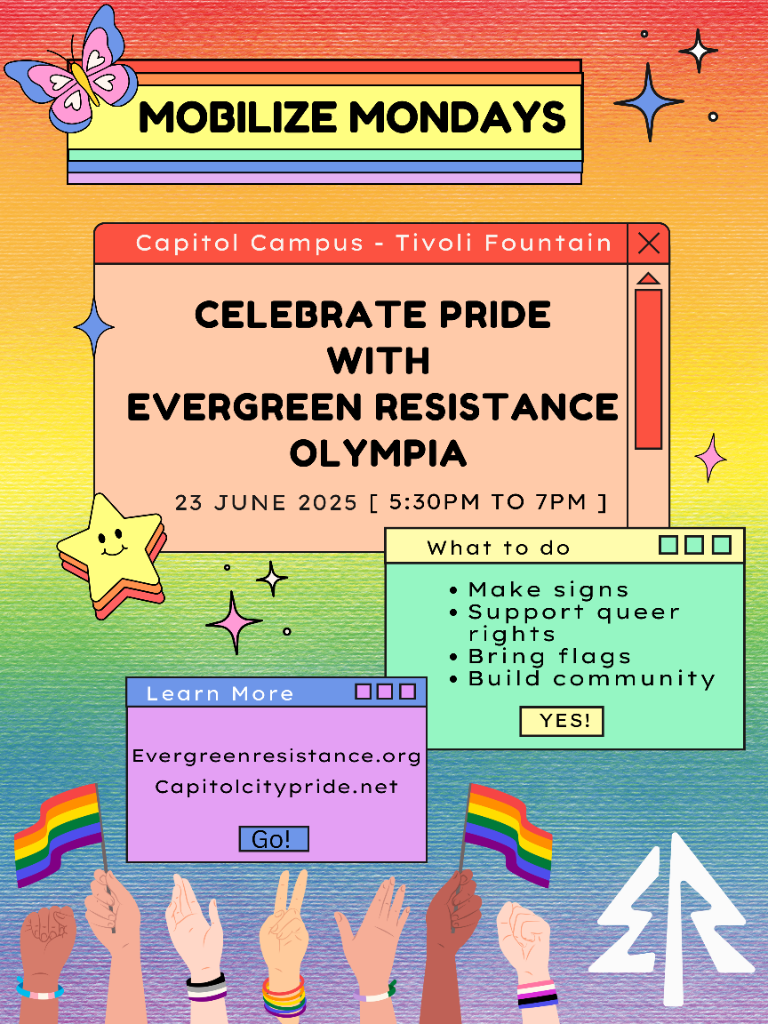 MOBILIZE MONDAYS
Capitol Campus - Tivoli Fountain
CELEBRATE PRIDE
WITH
EVERGREEN RESISTANCE
OLYMPIA
23 JUNE 2025 [ 5:30PM TO 7PM ]
What to do
• Make signs
• Support queer
rights
• Bring flags
• Build community
YES!
Learn More
Evergreenresistance.org
Capitolcitypride.net
Go!
ER